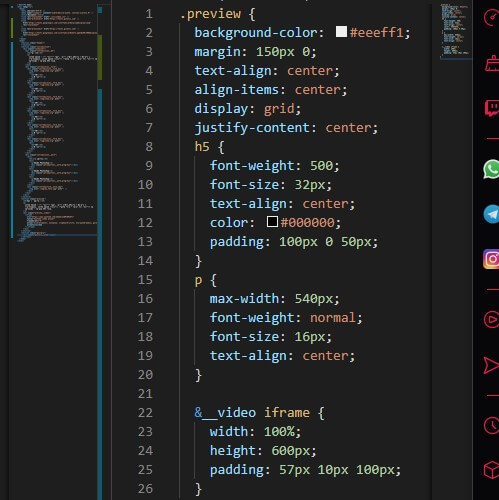 1 .preview {
2 background-color: #eeeff1;
3 margin: 150px 0;
4 text-align: center;
5 align-items: center;
6 display: grid;
7 justify-content: center;
8 h5 {
9 font-weight: 500;
10 font-size: 32px;
11 text-align: center;
12 color: #000000;
13 padding: 100px 0 50px;
14 }
15 p {
16 max-width: 540px;
17 font-weight: normal;
18 font-size: 16px;
19 text-align: center;
20 }
21
22 &__video iframe {
23 width: 100%;
24 height: 600px;
25 padding: 57px 10px 100px;
26 }